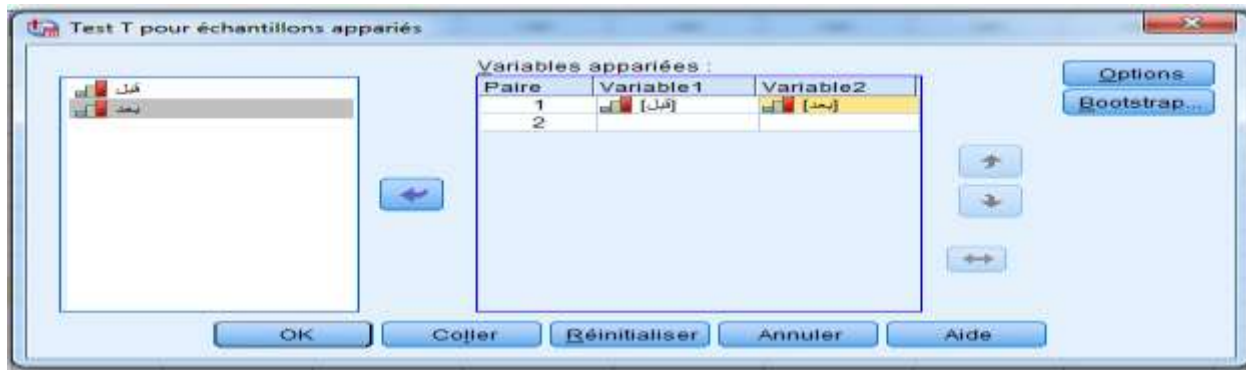 Test T pour échantillons appariés
قبل
بعد
Variables appariées :
Paire Variable1 Variable2
1 [قبل] [بعد]
2
Options
Bootstrap...
OK Coller Réinitialiser Annuler Aide